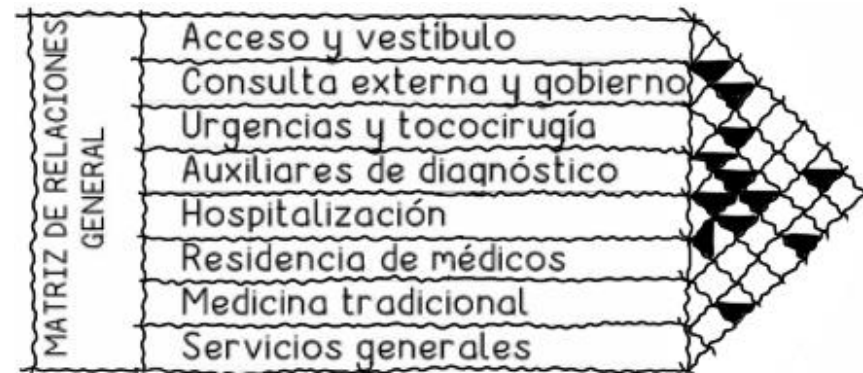 MATRIZ DE RELACIONES
GENERAL
Acceso y vestíbulo
Consulta externa y gobierno
Urgencias y tococirugía
Auxiliares de diagnóstico
Hospitalización
Residencia de médicos
Medicina tradicional
Servicios generales